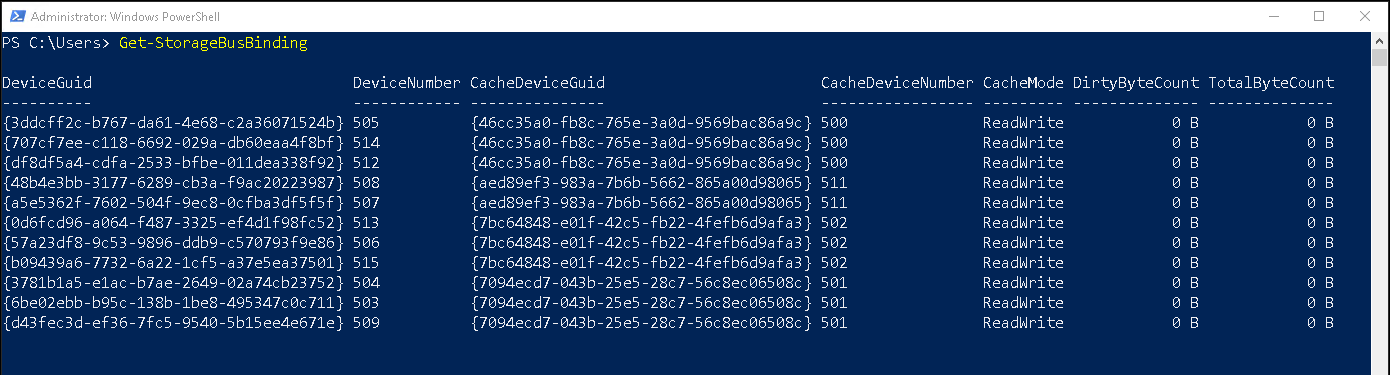 Administrator: Windows PowerShell
PS C:\Users> Get-StorageBusBinding
DeviceGuid DeviceNumber CacheDeviceGuid CacheDeviceNumber CacheMode DirtyByteCount TotalByteCount
---------- ------------ --------------- ----------------- --------- -------------- --------------
{3ddcff2c-b767-da61-4e68-c2a36071524b} 505 {46cc35a0-fb8c-765e-3a0d-9569bac86a9c} 500 ReadWrite 0 B 0 B
{707cf7ee-c118-6692-029a-db60eaa4f8bf} 514 {46cc35a0-fb8c-765e-3a0d-9569bac86a9c} 500 ReadWrite 0 B 0 B
{df8df5a4-cdfa-2533-bfbe-011dea338f92} 512 {46cc35a0-fb8c-765e-3a0d-9569bac86a9c} 500 ReadWrite 0 B 0 B
{48b4e3bb-3177-6289-cb3a-f9ac20223987} 508 {aed89ef3-983a-7b6b-5662-865a00d98065} 511 ReadWrite 0 B 0 B
{a5e5362f-7602-504f-9ec8-0cfba3df5f5f} 507 {aed89ef3-983a-7b6b-5662-865a00d98065} 511 ReadWrite 0 B 0 B
{0d6fcd96-a064-f487-3325-ef4d1f98fc52} 513 {7bc64848-e01f-42c5-fb22-4fefb6d9afa3} 502 ReadWrite 0 B 0 B
{57a23df8-9c53-9896-ddb9-c570793f9e86} 506 {7bc64848-e01f-42c5-fb22-4fefb6d9afa3} 502 ReadWrite 0 B 0 B
{b09439a6-7732-6a22-1cf5-a37e5ea37501} 515 {7bc64848-e01f-42c5-fb22-4fefb6d9afa3} 502 ReadWrite 0 B 0 B
{3781b1a5-e1ac-b7ae-2649-02a74cb23752} 504 {7094ecd7-043b-25e5-28c7-56c8ec06508c} 501 ReadWrite 0 B 0 B
{6be02ebb-b95c-138b-1be8-495347c0c711} 503 {7094ecd7-043b-25e5-28c7-56c8ec06508c} 501 ReadWrite 0 B 0 B
{d43fec3d-ef36-7fc5-9540-5b15ee4e671e} 509 {7094ecd7-043b-25e5-28c7-56c8ec06508c} 501 ReadWrite 0 B 0 B